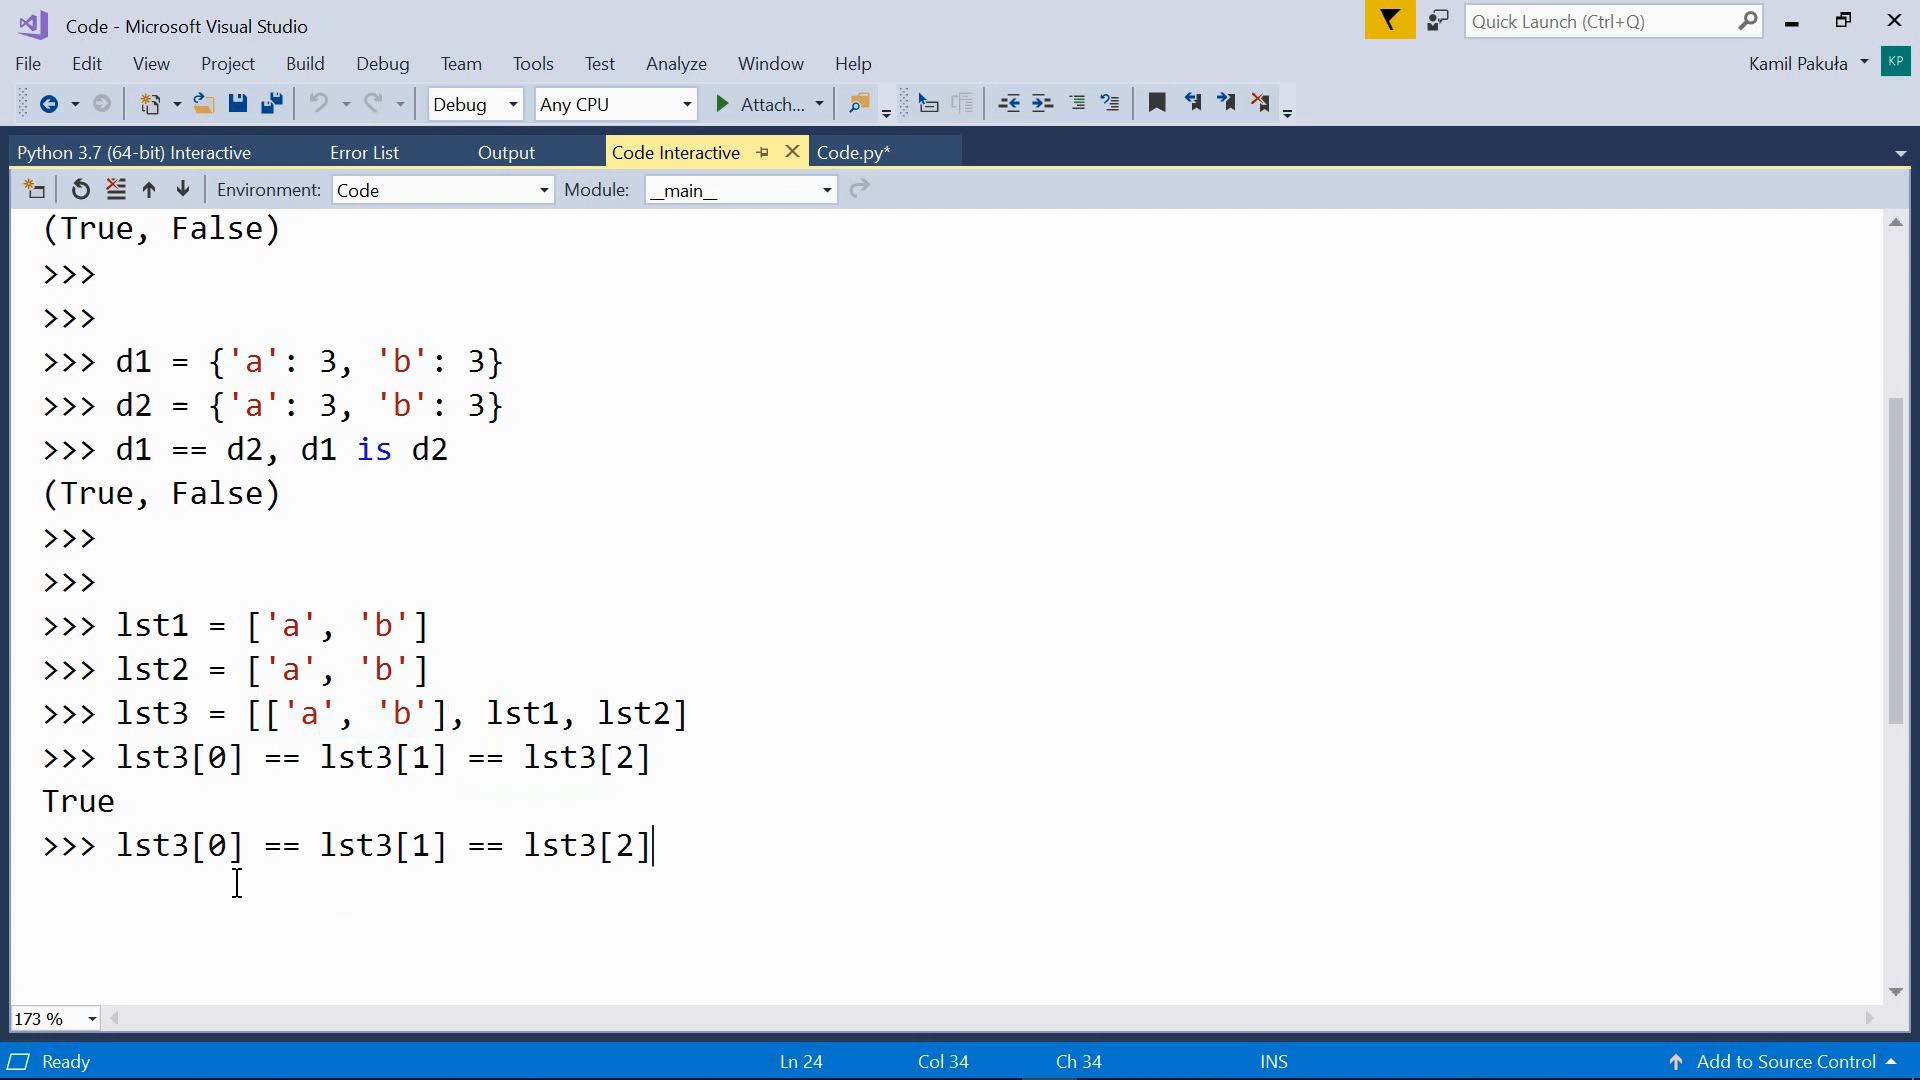 Code - Microsoft Visual Studio
Quick Launch (Ctrl+Q)
File Edit View Project Build Debug Team Tools Test Analyze Window Help
Kamil Pakuła KP
Debug Any CPU Attach...
Python 3.7 (64-bit) Interactive Error List Output Code Interactive Code.py*
Environment: Code Module: __main__
(True, False)
>>>
>>>
>>> d1 = {'a': 3, 'b': 3}
>>> d2 = {'a': 3, 'b': 3}
>>> d1 == d2, d1 is d2
(True, False)
>>>
>>>
>>> lst1 = ['a', 'b']
>>> lst2 = ['a', 'b']
>>> lst3 = [['a', 'b'], lst1, lst2]
>>> lst3[0] == lst3[1] == lst3[2]
True
>>> lst3[0] == lst3[1] == lst3[2]
173 %
Ready Ln 24 Col 34 Ch 34 INS Add to Source Control